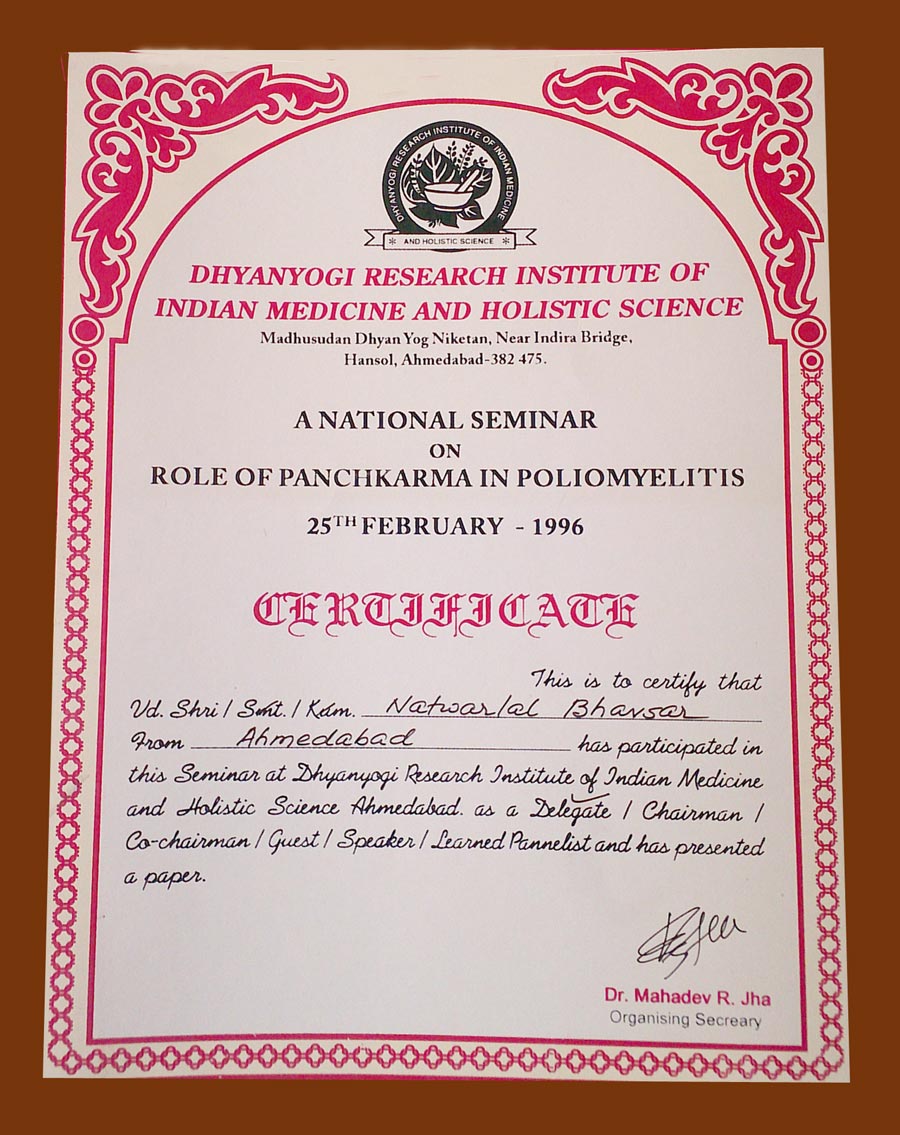 DHYANYOGI RESEARCH INSTITUTE OF INDIAN MEDICINE
* AND HOLISTIC SCIENCE *
DHYANYOGI RESEARCH INSTITUTE OF
INDIAN MEDICINE AND HOLISTIC SCIENCE
Madhusudan Dhyan Yog Niketan, Near Indira Bridge,
Hansol, Ahmedabad-382 475.
A NATIONAL SEMINAR
ON
ROLE OF PANCHKARMA IN POLIOMYELITIS
25TH FEBRUARY - 1996
CERTIFICATE
This is to certify that
Vd. Shri / Smt. / Kum. Natwarlal Bhavsar
From Ahmedabad has participated in
this Seminar at Dhyanyogi Research Institute of Indian Medicine
and Holistic Science Ahmedabad. as a Delegate / Chairman /
Co-chairman / Guest / Speaker / Learned Pannelist and has presented
a paper.
Dr. Mahadev R. Jha
Organising Secreary